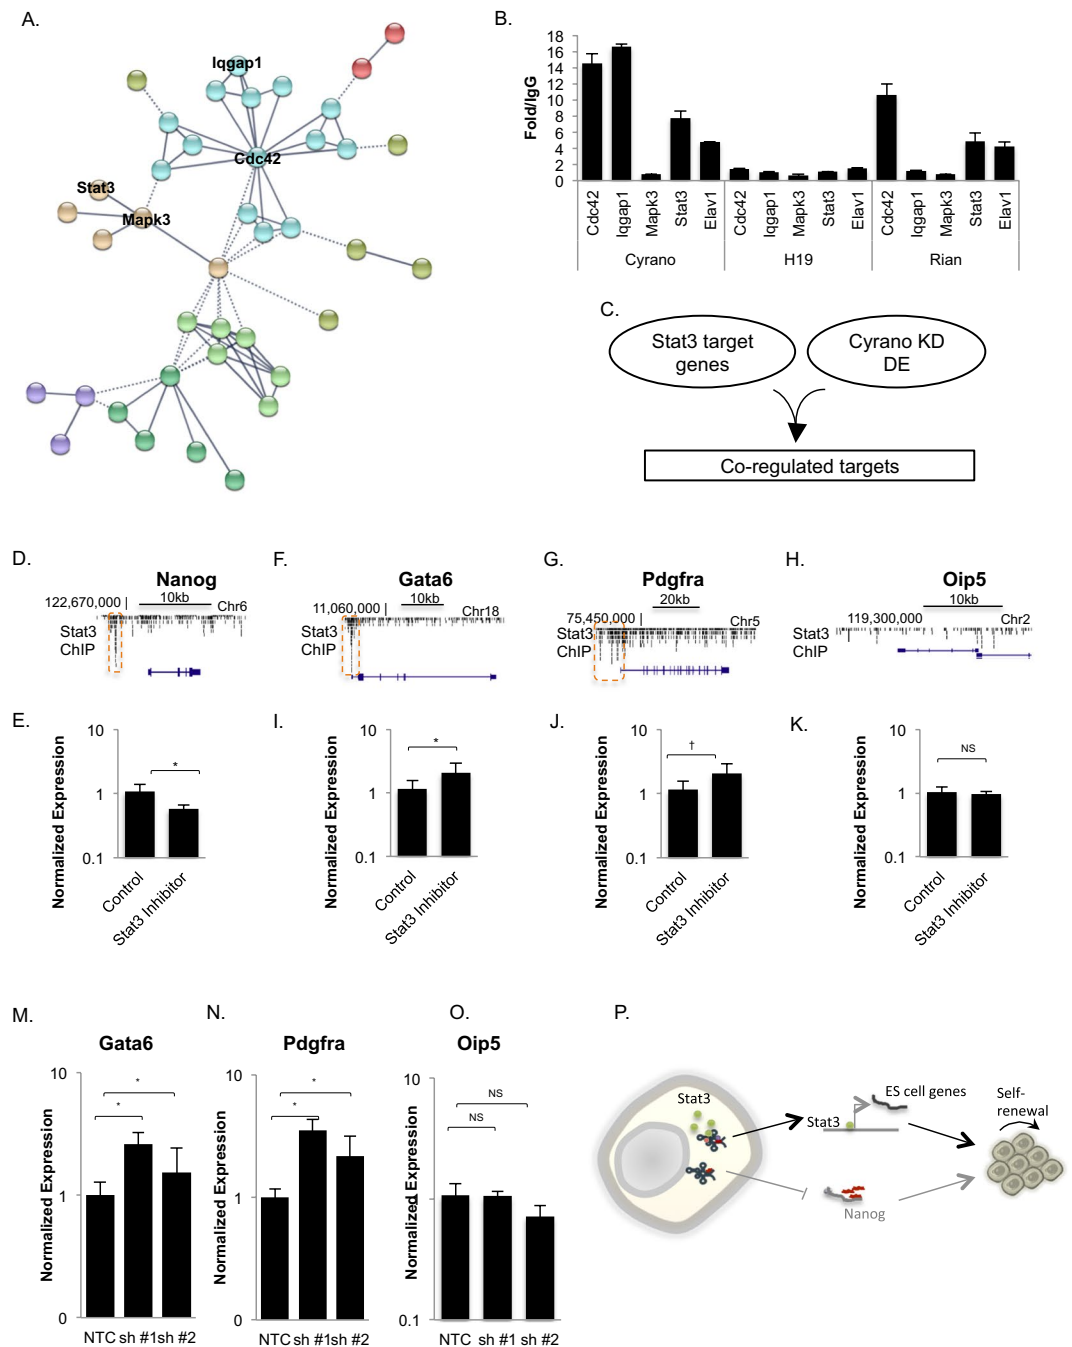 A.
Iqgap1
Cdc42
Stat3
Mapk3
B.
Fold/IgG
18
16
14
12
10
8
6
4
2
0
Cdc42
Iqgap1
Mapk3
Stat3
Elav1
Cdc42
Iqgap1
Mapk3
Stat3
Elav1
Cdc42
Iqgap1
Mapk3
Stat3
Elav1
Cyrano
H19
Rian
C.
Stat3 target
genes
Cyrano KD
DE
Co-regulated targets
D.
Nanog
10kb
122,670,000
Chr6
Stat3
ChIP
F.
Gata6
10kb
11,060,000
Chr18
Stat3
ChIP
G.
Pdgfra
20kb
75,450,000
Chr5
Stat3
ChIP
H.
Oip5
10kb
119,300,000
Chr2
Stat3
ChIP
E.
Normalized Expression
10
1
0.1
*
Control
Stat3 Inhibitor
I.
Normalized Expression
10
1
0.1
*
Control
Stat3 Inhibitor
J.
Normalized Expression
10
1
0.1
†
Control
Stat3 Inhibitor
K.
Normalized Expression
10
1
0.1
NS
Control
Stat3 Inhibitor
M.
Gata6
Normalized Expression
10
1
0
*
*
NTC sh #1 sh #2
N.
Pdgfra
Normalized Expression
10
1
0
*
*
NTC sh #1 sh #2
O.
Oip5
Normalized Expression
10
1
0.1
NS
NS
NTC sh #1 sh #2
P.
Stat3
Stat3
ES cell genes
Self-
renewal
Nanog